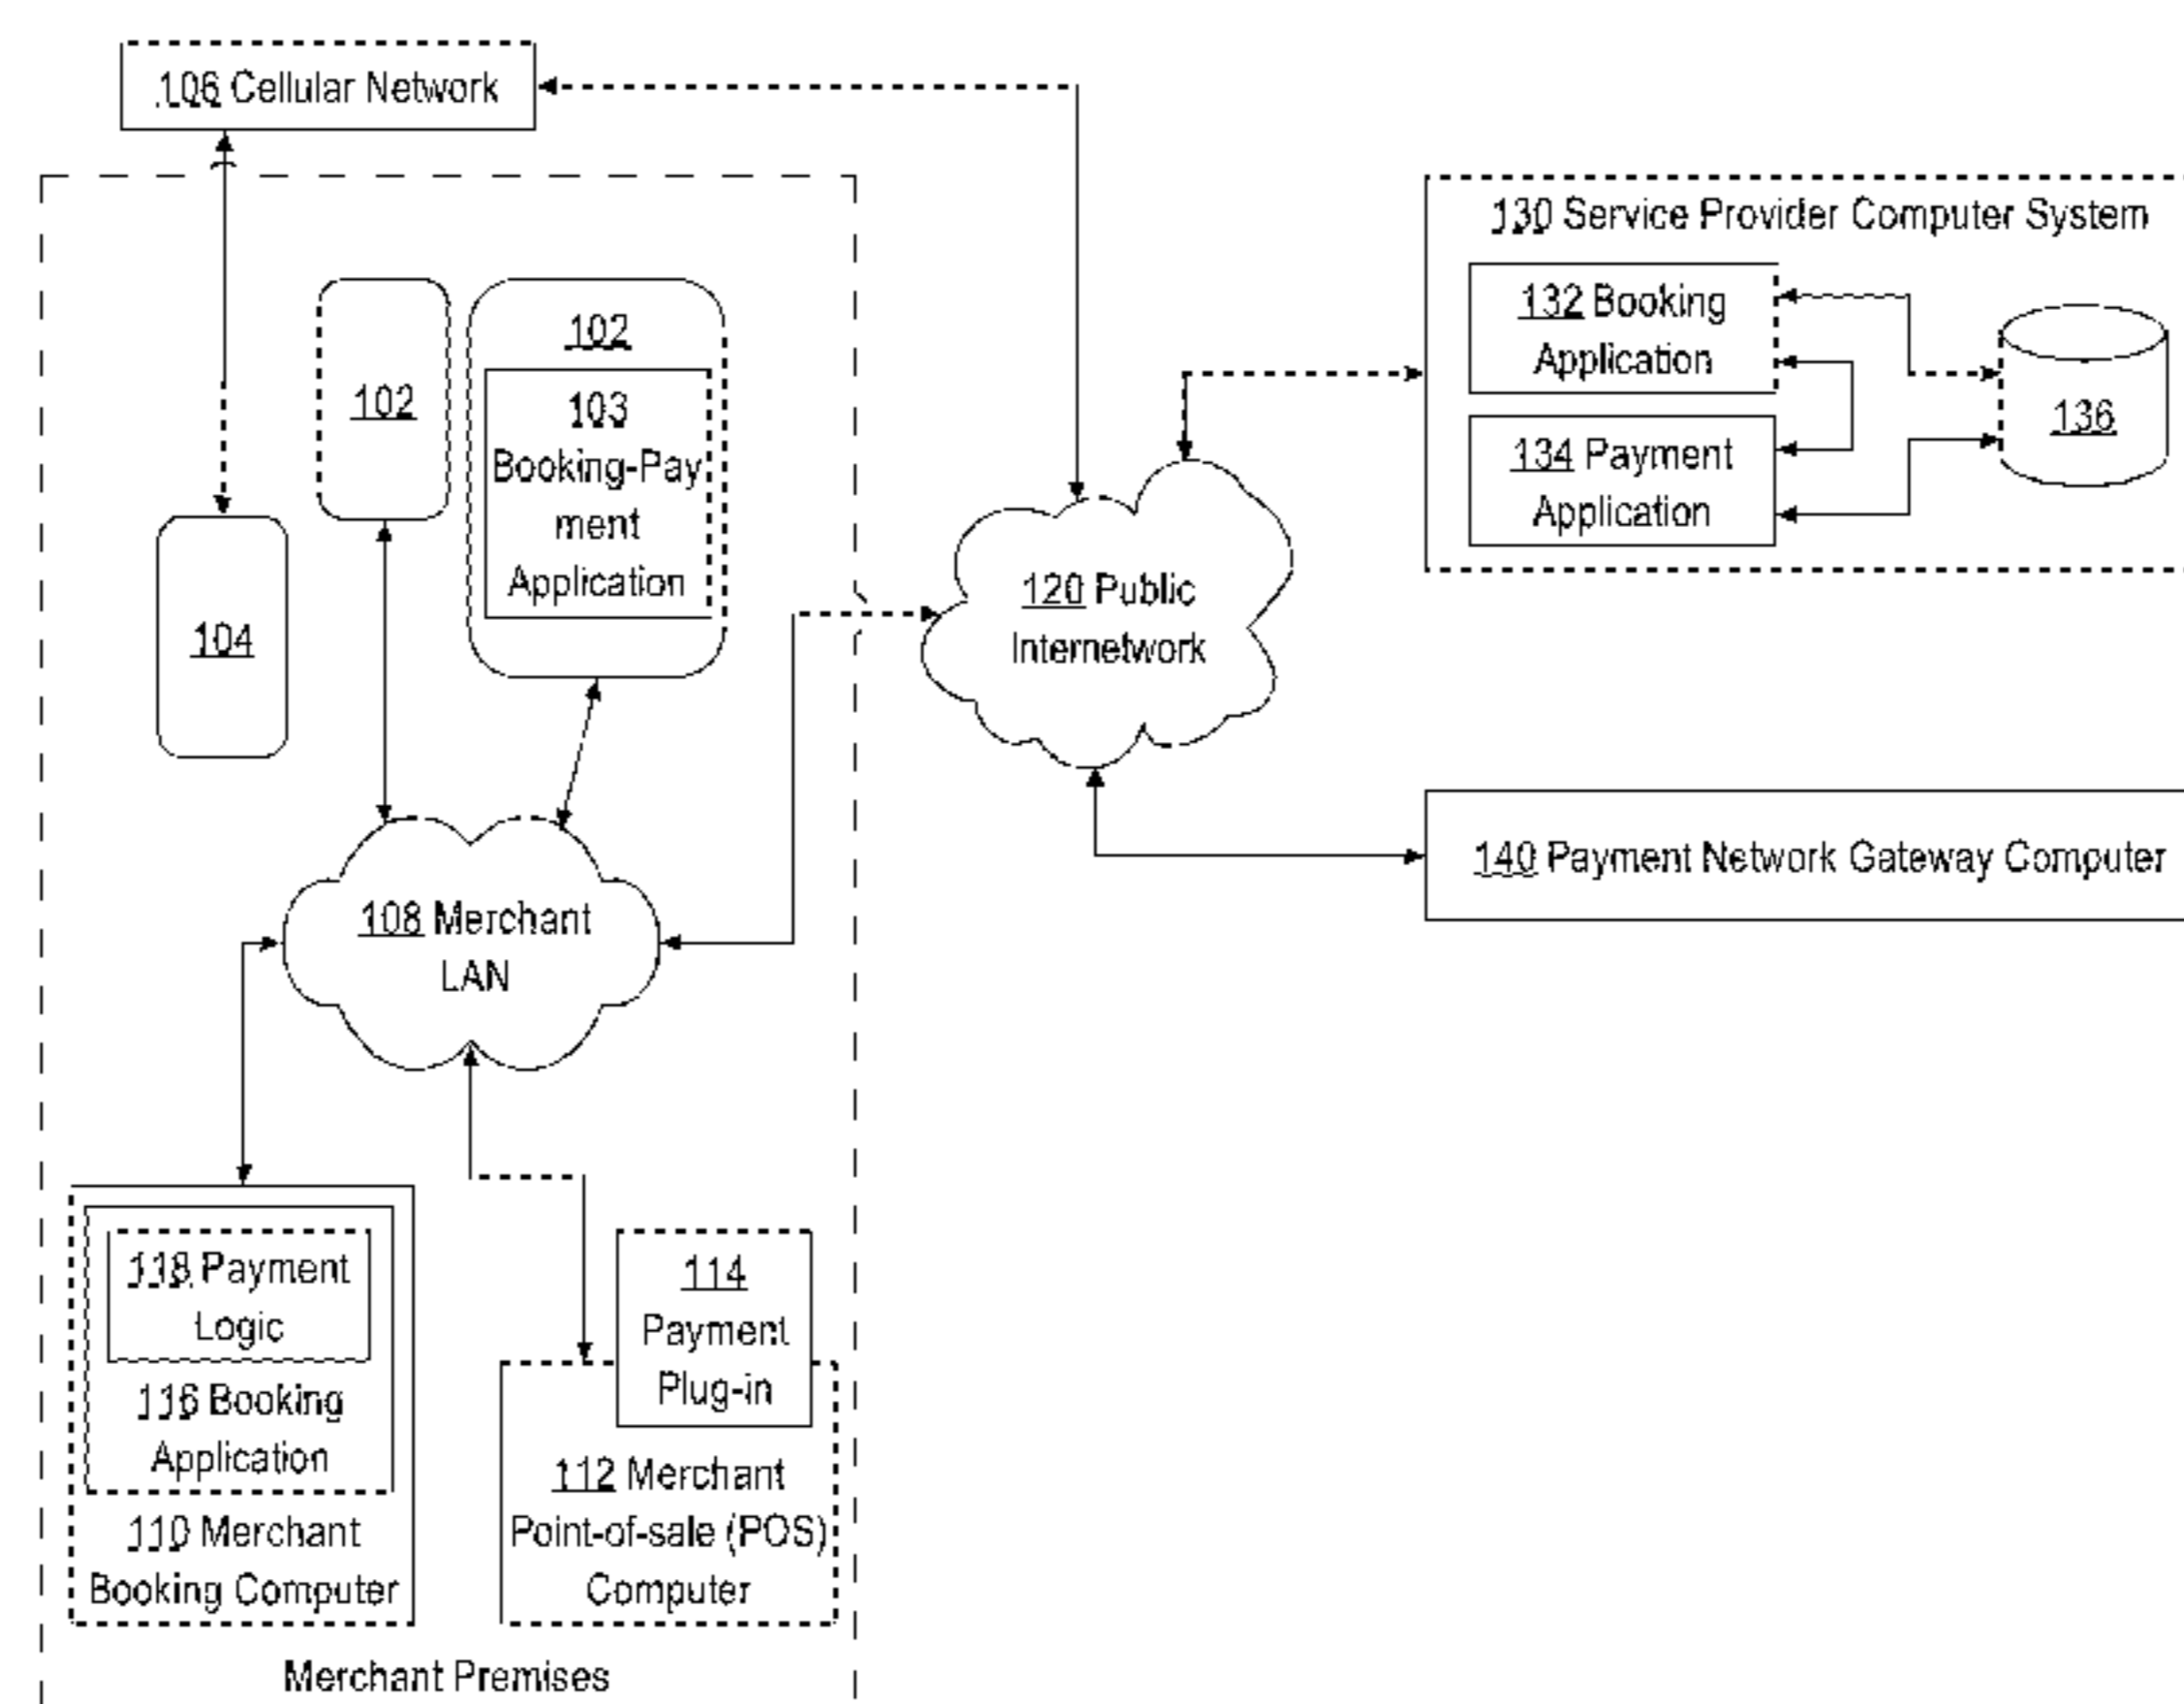 106 Cellular Network
130 Service Provider Computer System
132 Booking
Application
134 Payment
Application
136
102
102
103
Booking-Pay
ment
Application
104
120 Public
Internetwork
140 Payment Network Gateway Computer
108 Merchant
LAN
118 Payment
Logic
116 Booking
Application
110 Merchant
Booking Computer
114
Payment
Plug-in
112 Merchant
Point-of-sale (POS)
Computer
Merchant Premises